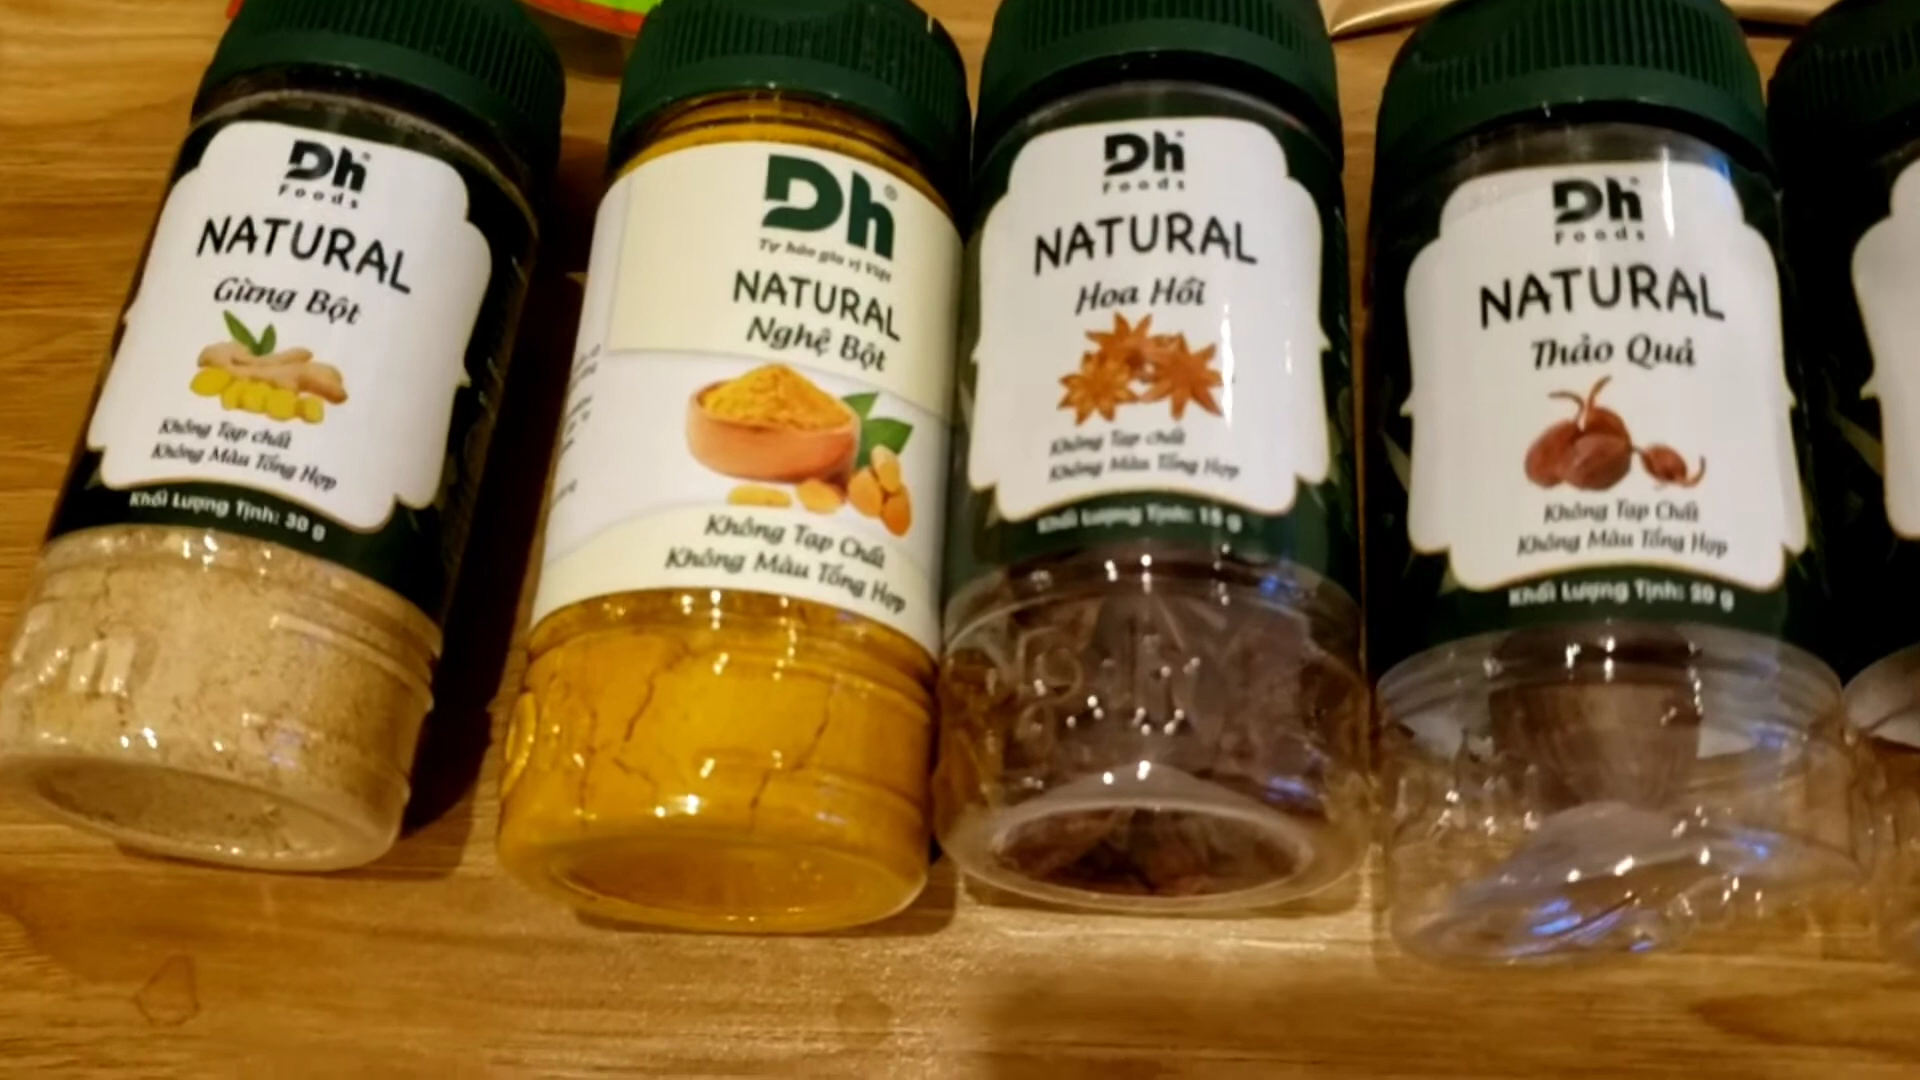 Dh
Foods
NATURAL
Gừng Bột
Không Tạp chất
Không Màu Tổng Hợp
Khối Lượng Tịnh: 30 g
Dh
Tự hào gia vị Việt
NATURAL
Nghệ Bột
Không Tạp Chất
Không Màu Tổng Hợp
Dh
Foods
NATURAL
Hoa Hồi
Không Tạp chất
Không Màu Tổng Hợp
Khối Lượng Tịnh: 15 g
Dh
Foods
NATURAL
Thảo Quả
Không Tạp Chất
Không Màu Tổng Hợp
Khối Lượng Tịnh: 20 g